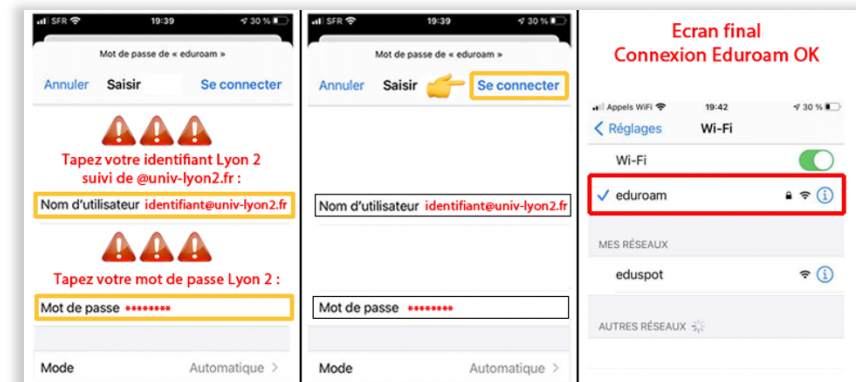 SFR 19:39 30 %
Mot de passe de « eduroam »
Annuler Saisir Se connecter
Tapez votre identifiant Lyon 2
suivi de @univ-lyon2.fr :
Nom d'utilisateur identifiant@univ-lyon2.fr
Tapez votre mot de passe Lyon 2 :
Mot de passe ********
Mode Automatique >
SFR 19:39 30 %
Mot de passe de « eduroam »
Annuler Saisir Se connecter
Nom d'utilisateur identifiant@univ-lyon2.fr
Mot de passe ********
Mode Automatique >
Ecran final
Connexion Eduroam OK
Appels WiFi 19:42 30 %
< Réglages Wi-Fi
Wi-Fi
eduroam
MES RÉSEAUX
eduspot
AUTRES RÉSEAUX